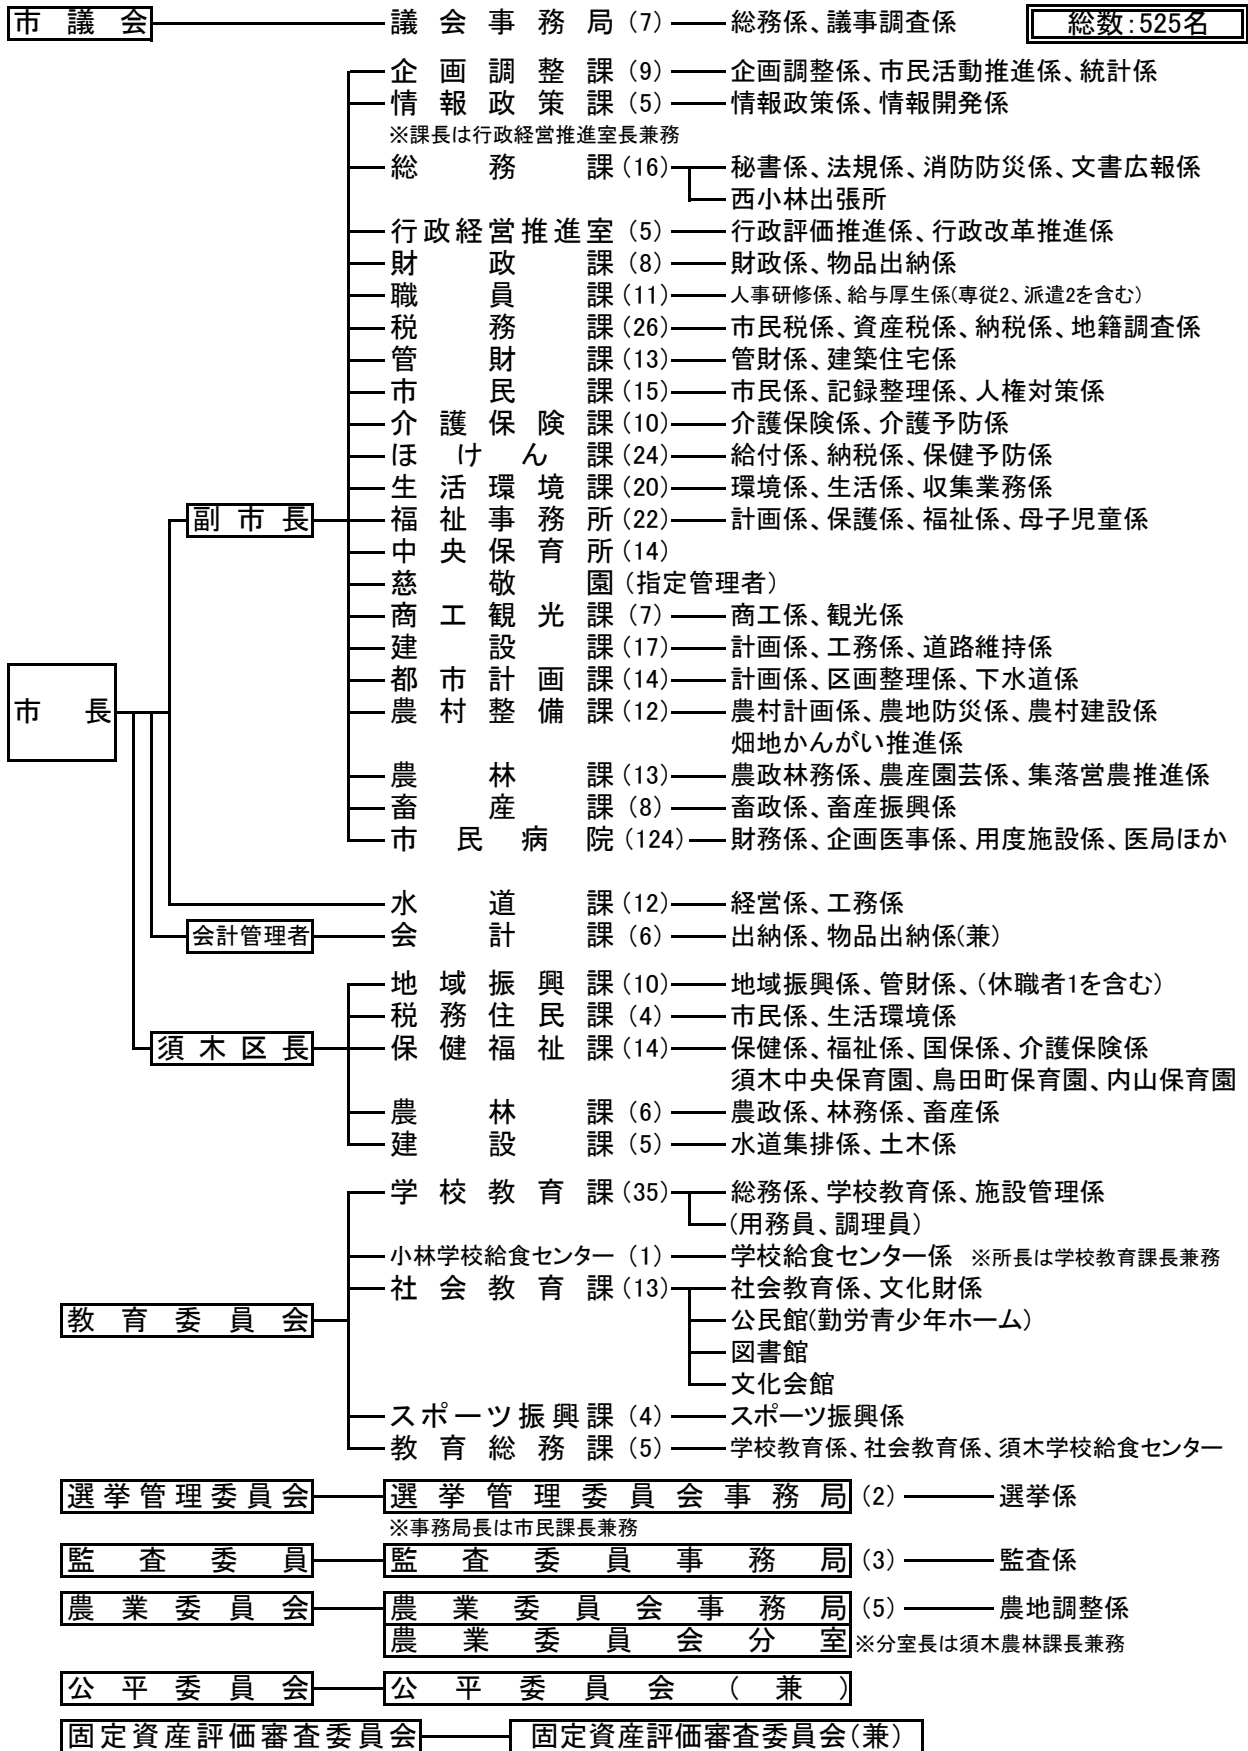 市議会 議会事務局(7) 総務係、議事調査係 総数:525名
企画調整課(9) 企画調整係、市民活動推進係、統計係
情報政策課(5) 情報政策係、情報開発係
※課長は行政経営推進室長兼務
総務課(16) 秘書係、法規係、消防防災係、文書広報係
西小林出張所
行政経営推進室(5) 行政評価推進係、行政改革推進係
財政課(8) 財政係、物品出納係
職員課(11) 人事研修係、給与厚生係(専従2、派遣2を含む)
税務課(26) 市民税係、資産税係、納税係、地籍調査係
管財課(13) 管財係、建築住宅係
市民課(15) 市民係、記録整理係、人権対策係
介護保険課(10) 介護保険係、介護予防係
ほけん課(24) 給付係、納税係、保健予防係
生活環境課(20) 環境係、生活係、収集業務係
副市長 福祉事務所(22) 計画係、保護係、福祉係、母子児童係
中央保育所(14)
慈敬園(指定管理者)
商工観光課(7) 商工係、観光係
建設課(17) 計画係、工務係、道路維持係
都市計画課(14) 計画係、区画整理係、下水道係
市長 農村整備課(12) 農村計画係、農地防災係、農村建設係
畑地かんがい推進係
農林課(13) 農政林務係、農産園芸係、集落営農推進係
畜産課(8) 畜政係、畜産振興係
市民病院(124) 財務係、企画医事係、用度施設係、医局ほか
水道課(12) 経営係、工務係
会計管理者 会計課(6) 出納係、物品出納係(兼)
地域振興課(10) 地域振興係、管財係、(休職者1を含む)
税務住民課(4) 市民係、生活環境係
須木区長 保健福祉課(14) 保健係、福祉係、国保係、介護保険係
須木中央保育園、鳥田町保育園、内山保育園
農林課(6) 農政係、林務係、畜産係
建設課(5) 水道集排係、土木係
学校教育課(35) 総務係、学校教育係、施設管理係
(用務員、調理員)
小林学校給食センター(1) 学校給食センター係 ※所長は学校教育課長兼務
社会教育課(13) 社会教育係、文化財係
教育委員会 公民館(勤労青少年ホーム)
図書館
文化会館
スポーツ振興課(4) スポーツ振興係
教育総務課(5) 学校教育係、社会教育係、須木学校給食センター
選挙管理委員会 選挙管理委員会事務局(2) 選挙係
※事務局長は市民課長兼務
監査委員 監査委員事務局(3) 監査係
農業委員会 農業委員会事務局(5) 農地調整係
農業委員会分室 ※分室長は須木農林課長兼務
公平委員会 公平委員会(兼)
固定資産評価審査委員会 固定資産評価審査委員会(兼)